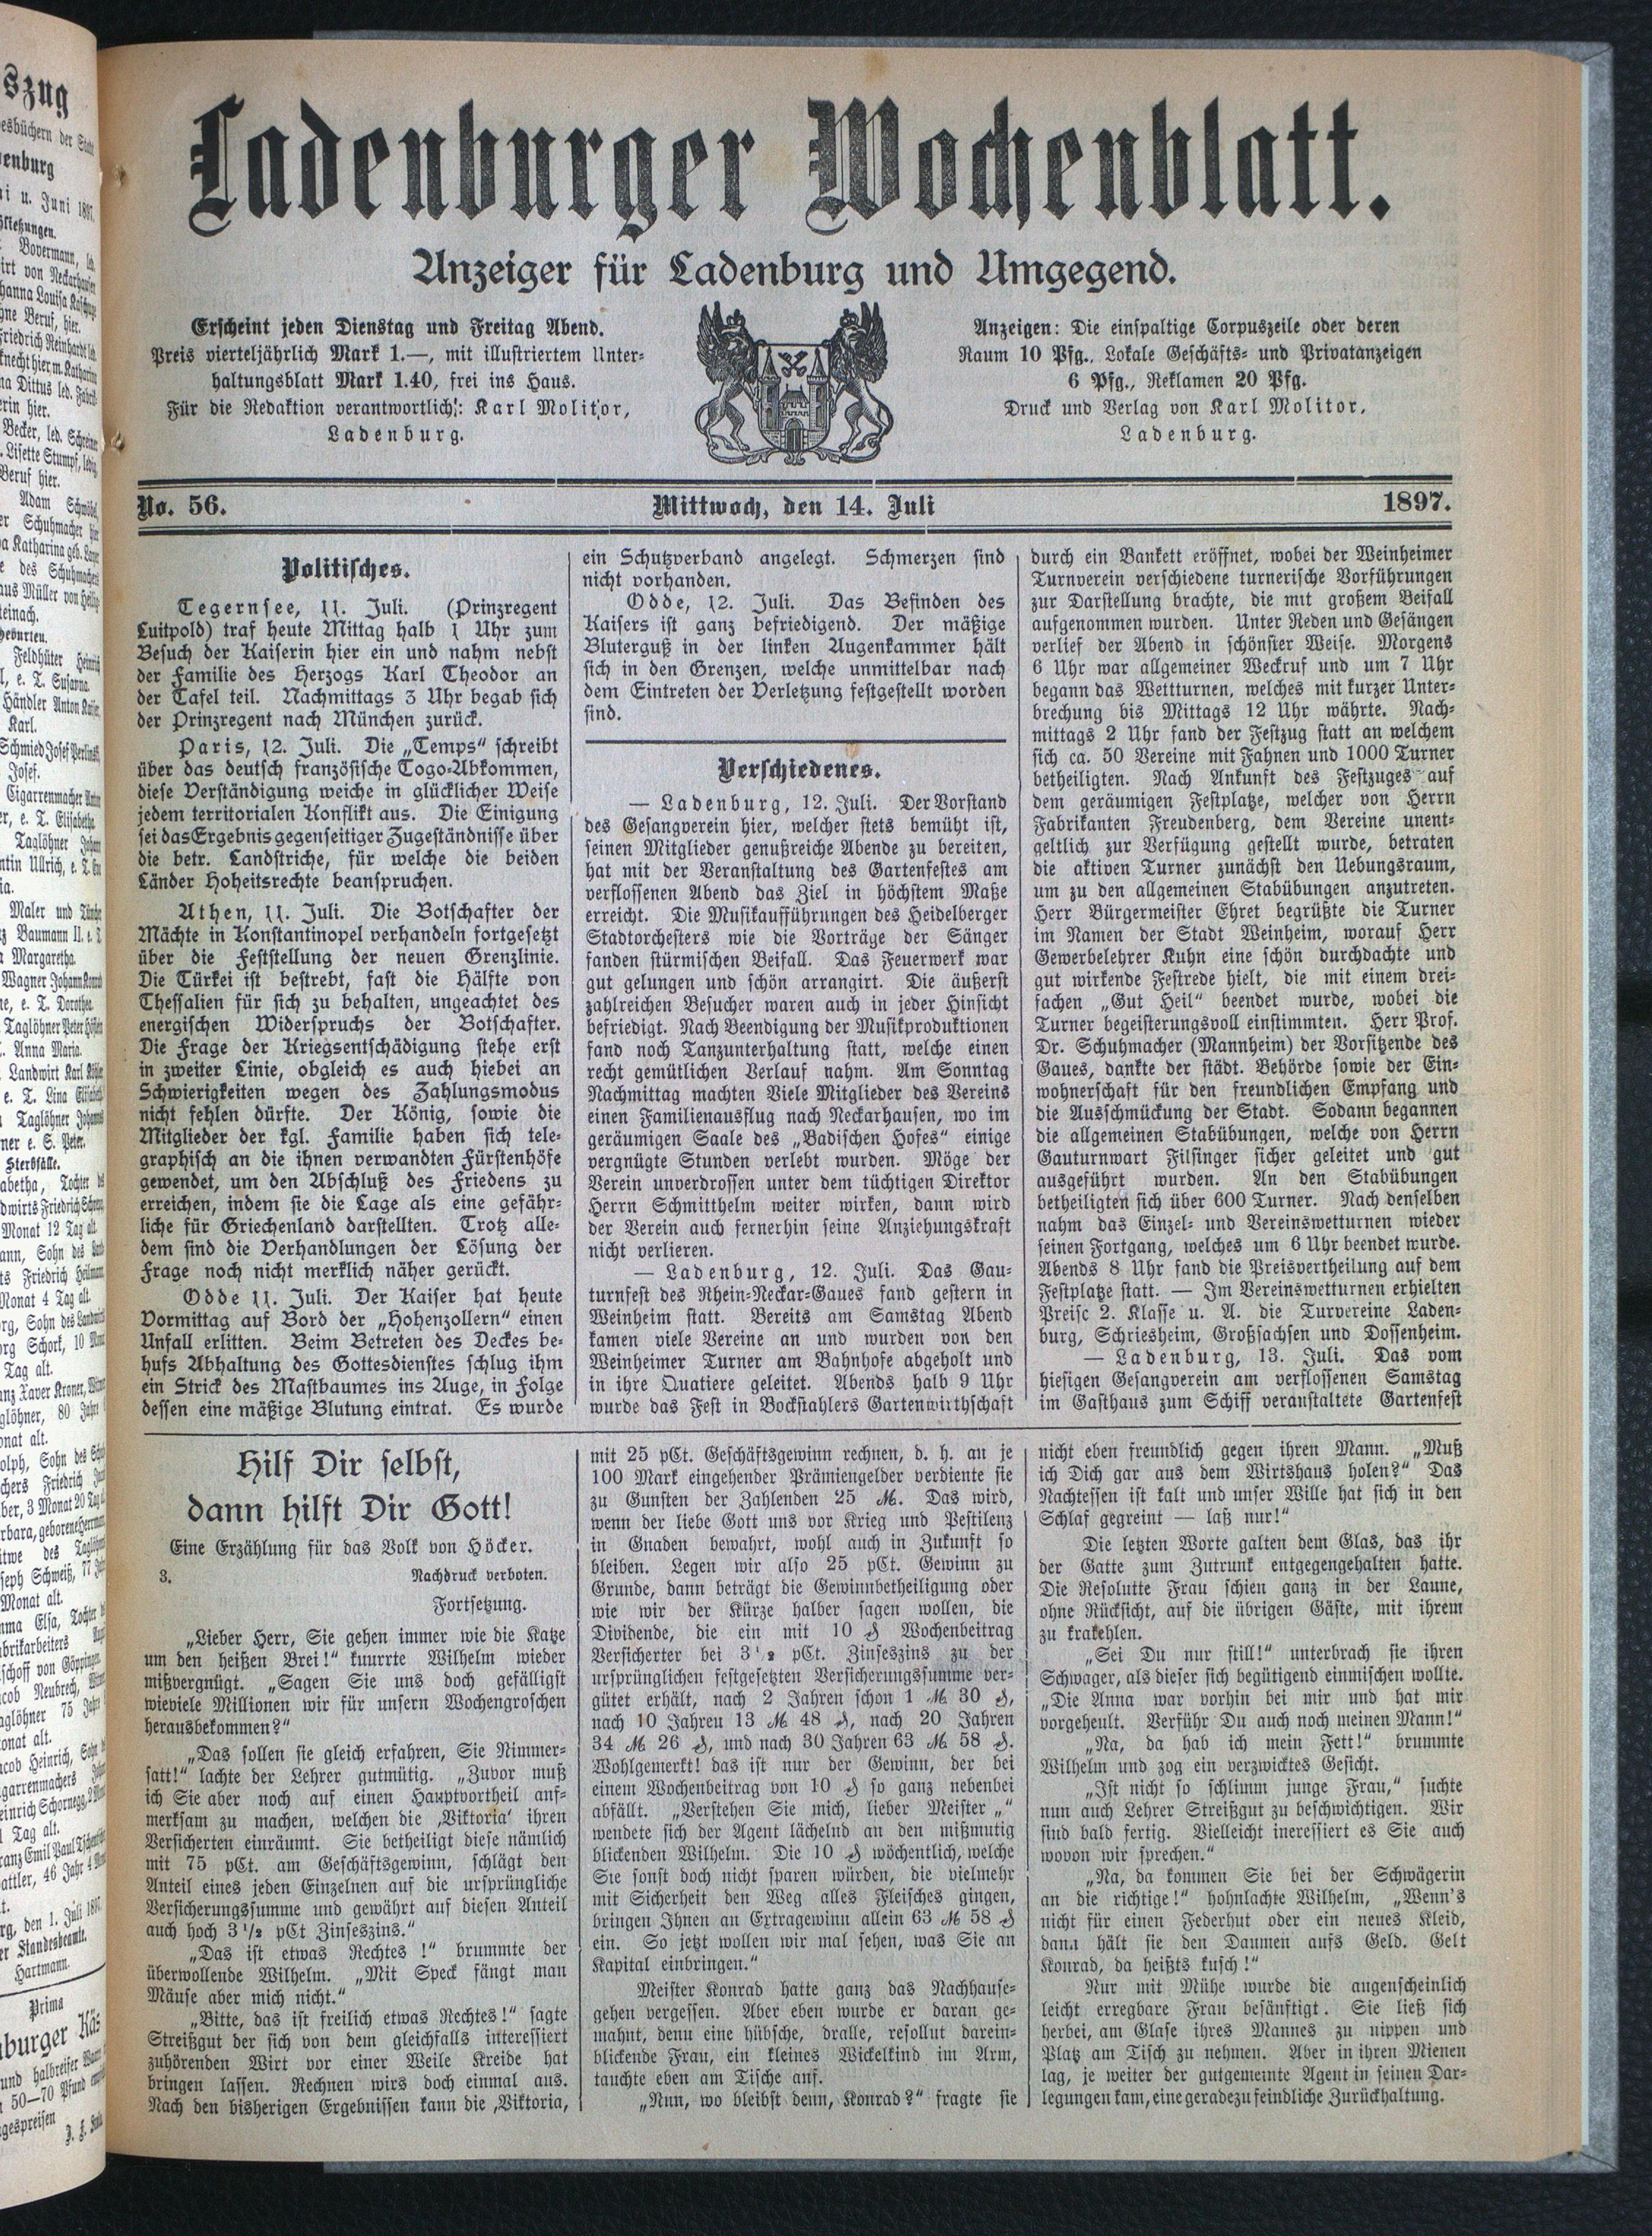 Ladenburger Wochenblatt.
Anzeiger für Ladenburg und Umgegend.
Erscheint jeden Dienstag und Freitag Abend.
Preis vierteljährlich Mark 1.—, mit illustriertem Unter-
haltungsblatt Mark 1.40, frei ins Haus.
Für die Redaktion verantwortlich: Karl Molitor,
Ladenburg.
Anzeigen: Die einspaltige Corpuszeile oder deren
Raum 10 Pfg., Lokale Geschäfts- und Privatanzeigen
6 Pfg., Reklamen 20 Pfg.
Druck und Verlag von Karl Molitor,
Ladenburg.
No. 56.
Mittwoch, den 14. Juli
1897.
Politisches.
Tegernsee, 11. Juli. (Prinzregent
Luitpold) traf heute Mittag halb 1 Uhr zum
Besuch der Kaiserin hier ein und nahm nebst
der Familie des Herzogs Karl Theodor an
der Tafel teil. Nachmittags 3 Uhr begab sich
der Prinzregent nach München zurück.
Paris, 12. Juli. Die „Temps“ schreibt
über das deutsch französische Togo-Abkommen,
diese Verständigung weiche in glücklicher Weise
jedem territorialen Konflikt aus. Die Einigung
sei das Ergebnis gegenseitiger Zugeständnisse über
die betr. Landstriche, für welche die beiden
Länder Hoheitsrechte beanspruchen.
Athen, 11. Juli. Die Botschafter der
Mächte in Konstantinopel verhandeln fortgesetzt
über die Feststellung der neuen Grenzlinie.
Die Türkei ist bestrebt, fast die Hälfte von
Thessalien für sich zu behalten, ungeachtet des
energischen Widerspruchs der Botschafter.
Die Frage der Kriegsentschädigung stehe erst
in zweiter Linie, obgleich es auch hiebei an
Schwierigkeiten wegen des Zahlungsmodus
nicht fehlen dürfte. Der König, sowie die
Mitglieder der kgl. Familie haben sich tele-
graphisch an die ihnen verwandten Fürstenhöfe
gewendet, um den Abschluß des Friedens zu
erreichen, indem sie die Lage als eine gefähr-
liche für Griechenland darstellten. Trotz alle-
dem sind die Verhandlungen der Lösung der
Frage noch nicht merklich näher gerückt.
Odde 11. Juli. Der Kaiser hat heute
Vormittag auf Bord der „Hohenzollern“ einen
Unfall erlitten. Beim Betreten des Deckes be-
hufs Abhaltung des Gottesdienstes schlug ihm
ein Strick des Mastbaumes ins Auge, in Folge
dessen eine mäßige Blutung eintrat. Es wurde
ein Schutzverband angelegt. Schmerzen sind
nicht vorhanden.
Odde, 12. Juli. Das Befinden des
Kaisers ist ganz befriedigend. Der mäßige
Bluterguß in der linken Augenkammer hält
sich in den Grenzen, welche unmittelbar nach
dem Eintreten der Verletzung festgestellt worden
sind.
Verschiedenes.
— Ladenburg, 12. Juli. Der Vorstand
des Gesangverein hier, welcher stets bemüht ist,
seinen Mitglieder genußreiche Abende zu bereiten,
hat mit der Veranstaltung des Gartenfestes am
verflossenen Abend das Ziel in höchstem Maße
erreicht. Die Musikaufführungen des Heidelberger
Stadtorchesters wie die Vorträge der Sänger
fanden stürmischen Beifall. Das Feuerwerk war
gut gelungen und schön arrangirt. Die äußerst
zahlreichen Besucher waren auch in jeder Hinsicht
befriedigt. Nach Beendigung der Musikproduktionen
fand noch Tanzunterhaltung statt, welche einen
recht gemütlichen Verlauf nahm. Am Sonntag
Nachmittag machten Viele Mitglieder des Vereins
einen Familienausflug nach Neckarhausen, wo im
geräumigen Saale des „Badischen Hofes“ einige
vergnügte Stunden verlebt wurden. Möge der
Verein unverdrossen unter dem tüchtigen Direktor
Herrn Schmitthelm weiter wirken, dann wird
der Verein auch fernerhin seine Anziehungskraft
nicht verlieren.
— Ladenburg, 12. Juli. Das Gau-
turnfest des Rhein-Neckar-Gaues fand gestern in
Weinheim statt. Bereits am Samstag Abend
kamen viele Vereine an und wurden von den
Weinheimer Turner am Bahnhofe abgeholt und
in ihre Quatiere geleitet. Abends halb 9 Uhr
wurde das Fest in Bockstahlers Gartenwirthschaft
durch ein Bankett eröffnet, wobei der Weinheimer
Turnverein verschiedene turnerische Vorführungen
zur Darstellung brachte, die mit großem Beifall
aufgenommen wurden. Unter Reden und Gesängen
verlief der Abend in schönster Weise. Morgens
6 Uhr war allgemeiner Weckruf und um 7 Uhr
begann das Wettturnen, welches mit kurzer Unter-
brechung bis Mittags 12 Uhr währte. Nach-
mittags 2 Uhr fand der Festzug statt an welchem
sich ca. 50 Vereine mit Fahnen und 1000 Turner
betheiligten. Nach Ankunft des Festzuges auf
dem geräumigen Festplatze, welcher von Herrn
Fabrikanten Freudenberg, dem Vereine unent-
geltlich zur Verfügung gestellt wurde, betraten
die aktiven Turner zunächst den Uebungsraum,
um zu den allgemeinen Stabübungen anzutreten.
Herr Bürgermeister Ehret begrüßte die Turner
im Namen der Stadt Weinheim, worauf Herr
Gewerbelehrer Kuhn eine schön durchdachte und
gut wirkende Festrede hielt, die mit einem drei-
fachen „Gut Heil“ beendet wurde, wobei die
Turner begeisterungsvoll einstimmten. Herr Prof.
Dr. Schuhmacher (Mannheim) der Vorsitzende des
Gaues, dankte der städt. Behörde sowie der Ein-
wohnerschaft für den freundlichen Empfang und
die Ausschmückung der Stadt. Sodann begannen
die allgemeinen Stabübungen, welche von Herrn
Gauturnwart Filsinger sicher geleitet und gut
ausgeführt wurden. An den Stabübungen
betheiligten sich über 600 Turner. Nach denselben
nahm das Einzel- und Vereinswetturnen wieder
seinen Fortgang, welches um 6 Uhr beendet wurde.
Abends 8 Uhr fand die Preisvertheilung auf dem
Festplatze statt. — Im Vereinswetturnen erhielten
Preise 2. Klasse u. A. die Turvereine Laden-
burg, Schriesheim, Großsachsen und Dossenheim.
— Ladenburg, 13. Juli. Das vom
hiesigen Gesangverein am verflossenen Samstag
im Gasthaus zum Schiff veranstaltete Gartenfest
Hilf Dir selbst,
dann hilft Dir Gott!
Eine Erzählung für das Volk von Höcker.
3. Nachdruck verboten.
Fortsetzung.
„Lieber Herr, Sie gehen immer wie die Katze
um den heißen Brei!“ knurrte Wilhelm wieder
mißvergnügt. „Sagen Sie uns doch gefälligst
wieviele Millionen wir für unsern Wochengroschen
herausbekommen?“
„Das sollen sie gleich erfahren, Sie Nimmer-
satt!“ lachte der Lehrer gutmütig. „Zuvor muß
ich Sie aber noch auf einen Hauptvortheil auf-
merksam zu machen, welchen die ‚Viktoria‘ ihren
Versicherten einräumt. Sie betheiligt diese nämlich
mit 75 pCt. am Geschäftsgewinn, schlägt den
Anteil eines jeden Einzelnen auf die ursprüngliche
Versicherungssumme und gewährt auf diesen Anteil
auch hoch 3 1/2 pCt Zinseszins.“
„Das ist etwas Rechtes !“ brummte der
überwollende Wilhelm. „Mit Speck fängt man
Mäuse aber mich nicht.“
„Bitte, das ist freilich etwas Rechtes!“ sagte
Streißgut der sich von dem gleichfalls interessiert
zuhörenden Wirt vor einer Weile Kreide hat
bringen lassen. Rechnen wirs doch einmal aus.
Nach den bisherigen Ergebnissen kann die ‚Viktoria,
mit 25 pCt. Geschäftsgewinn rechnen, d. h. an je
100 Mark eingehender Prämiengelder verdiente sie
zu Gunsten der Zahlenden 25 ℳ. Das wird,
wenn der liebe Gott uns vor Krieg und Pestilenz
in Gnaden bewahrt, wohl auch in Zukunft so
bleiben. Legen wir also 25 pCt. Gewinn zu
Grunde, dann beträgt die Gewinnbetheiligung oder
wie wir der Kürze halber sagen wollen, die
Dividende, die ein mit 10 ₰ Wochenbeitrag
Versicherter bei 3 1/2 pCt. Zinseszins zu der
ursprünglichen festgesetzten Versicherungssumme ver-
gütet erhält, nach 2 Jahren schon 1 ℳ 30 ₰,
nach 10 Jahren 13 ℳ 48 ₰, nach 20 Jahren
34 ℳ 26 ₰, und nach 30 Jahren 63 ℳ 58 ₰.
Wohlgemerkt! das ist nur der Gewinn, der bei
einem Wochenbeitrag von 10 ₰ so ganz nebenbei
abfällt. „Verstehen Sie mich, lieber Meister „“
wendete sich der Agent lächelnd an den mißmutig
blickenden Wilhelm. Die 10 ₰ wöchentlich, welche
Sie sonst doch nicht sparen würden, die vielmehr
mit Sicherheit den Weg alles Fleisches gingen,
bringen Ihnen an Extragewinn allein 63 ℳ 58 ₰
ein. So jetzt wollen wir mal sehen, was Sie an
Kapital einbringen.“
Meister Konrad hatte ganz das Nachhause-
gehen vergessen. Aber eben wurde er daran ge-
mahnt, denn eine hübsche, dralle, resollut darein-
blickende Frau, ein kleines Wickelkind im Arm,
tauchte eben am Tische auf.
„Nun, wo bleibst denn, Konrad?“ fragte sie
nicht eben freundlich gegen ihren Mann. „Muß
ich Dich gar aus dem Wirtshaus holen?“ Das
Nachtessen ist kalt und unser Wille hat sich in den
Schlaf gegreint — laß nur!“
Die letzten Worte galten dem Glas, das ihr
der Gatte zum Zutrunk entgegengehalten hatte.
Die Resolutte Frau schien ganz in der Laune,
ohne Rücksicht, auf die übrigen Gäste, mit ihrem
zu krakehlen.
„Sei Du nur still!“ unterbrach sie ihren
Schwager, als dieser sich begütigend einmischen wollte.
„Die Anna war vorhin bei mir und hat mir
vorgeheult. Verführ Du auch noch meinen Mann!“
„Na, da hab ich mein Fett!“ brummte
Wilhelm und zog ein verzwicktes Gesicht.
„Ist nicht so schlimm junge Frau,“ suchte
nun auch Lehrer Streißgut zu beschwichtigen. Wir
sind bald fertig. Vielleicht ineressiert es Sie auch
wovon wir sprechen.“
„Na, da kommen Sie bei der Schwägerin
an die richtige!“ hohnlachte Wilhelm, „Wenn's
nicht für einen Federhut oder ein neues Kleid,
dann hält sie den Daumen aufs Geld. Gelt
Konrad, da heißts kusch!“
Nur mit Mühe wurde die augenscheinlich
leicht erregbare Frau besänftigt. Sie ließ sich
herbei, am Glase ihres Mannes zu nippen und
Platz am Tisch zu nehmen. Aber in ihren Mienen
lag, je weiter der gutgemeinte Agent in seinen Dar-
legungen kam, eine geradezu feindliche Zurückhaltung.